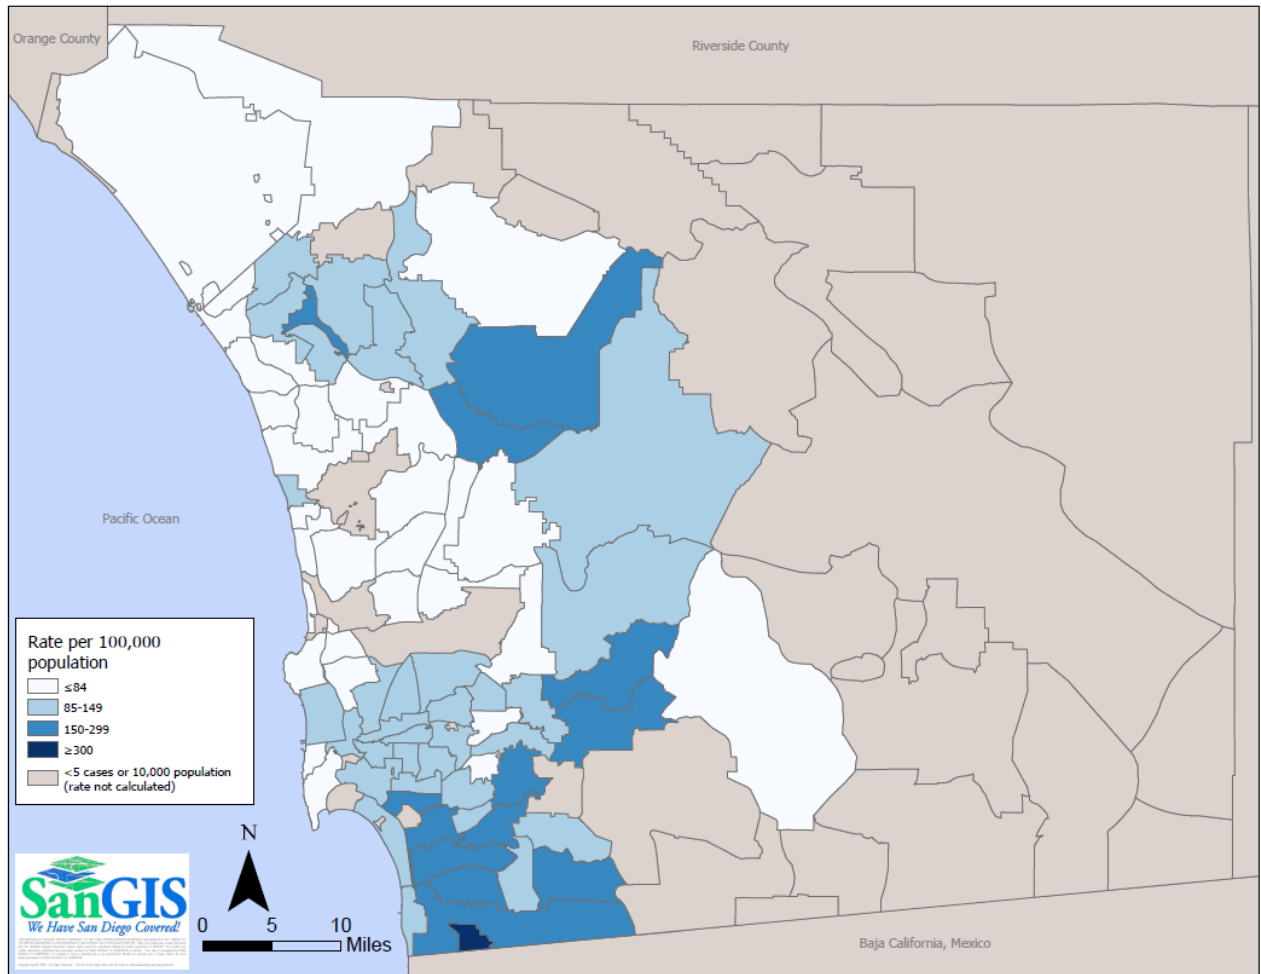 Orange County
Riverside County
Pacific Ocean
Rate per 100,000
population
≤84
85-149
150-299
≥300
<5 cases or 10,000 population
(rate not calculated)
N
SanGIS
We Have San Diego Covered!
0 5 10
Miles
Baja California, Mexico